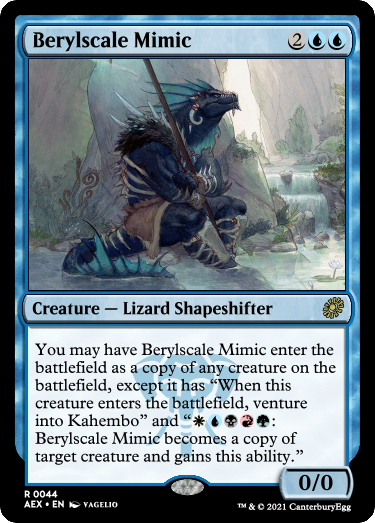 Berylscale Mimic 2
Creature — Lizard Shapeshifter
You may have Berylscale Mimic enter the
battlefield as a copy of any creature on the
battlefield, except it has “When this
creature enters the battlefield, venture
into Kahembo” and “:
Berylscale Mimic becomes a copy of
target creature and gains this ability.”
0/0
R 0044
AEX • EN VAGELIO
™ & © 2021 CanterburyEgg